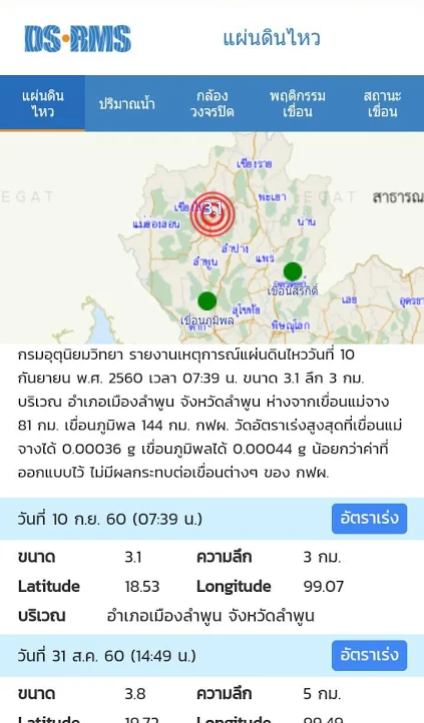 DS•RMS
แผ่นดินไหว
แผ่นดิน
ไหว
ปริมาณน้ำ
กล้อง
วงจรปิด
พฤติกรรม
เขื่อน
สถานะ
เขื่อน
เชียงราย
EGAT
พะเยา
EGAT
สาธารณ
3.1
แม่ฮ่องสอน
น่าน
ลำปาง
ลำพูน
แพร่
เขื่อนสิริกิติ์
เลย
อุดรธา
สุโขทัย
เขื่อนภูมิพล
ตาก
พิษณุโลก
กรมอุตุนิยมวิทยา รายงานเหตุการณ์แผ่นดินไหววันที่ 10
กันยายน พ.ศ. 2560 เวลา 07:39 น. ขนาด 3.1 ลึก 3 กม.
บริเวณ อำเภอเมืองลำพูน จังหวัดลำพูน ห่างจากเขื่อนแม่จาง
81 กม. เขื่อนภูมิพล 144 กม. กฟผ. วัดอัตราเร่งสูงสุดที่เขื่อนแม่
จางได้ 0.00036 g เขื่อนภูมิพลได้ 0.00044 g น้อยกว่าค่าที่
ออกแบบไว้ ไม่มีผลกระทบต่อเขื่อนต่างๆ ของ กฟผ.
วันที่ 10 ก.ย. 60 (07:39 น.) อัตราเร่ง
ขนาด 3.1 ความลึก 3 กม.
Latitude 18.53 Longitude 99.07
บริเวณ อำเภอเมืองลำพูน จังหวัดลำพูน
วันที่ 31 ส.ค. 60 (14:49 น.) อัตราเร่ง
ขนาด 3.8 ความลึก 5 กม.
Latitude 19.72 Longitude 99.49